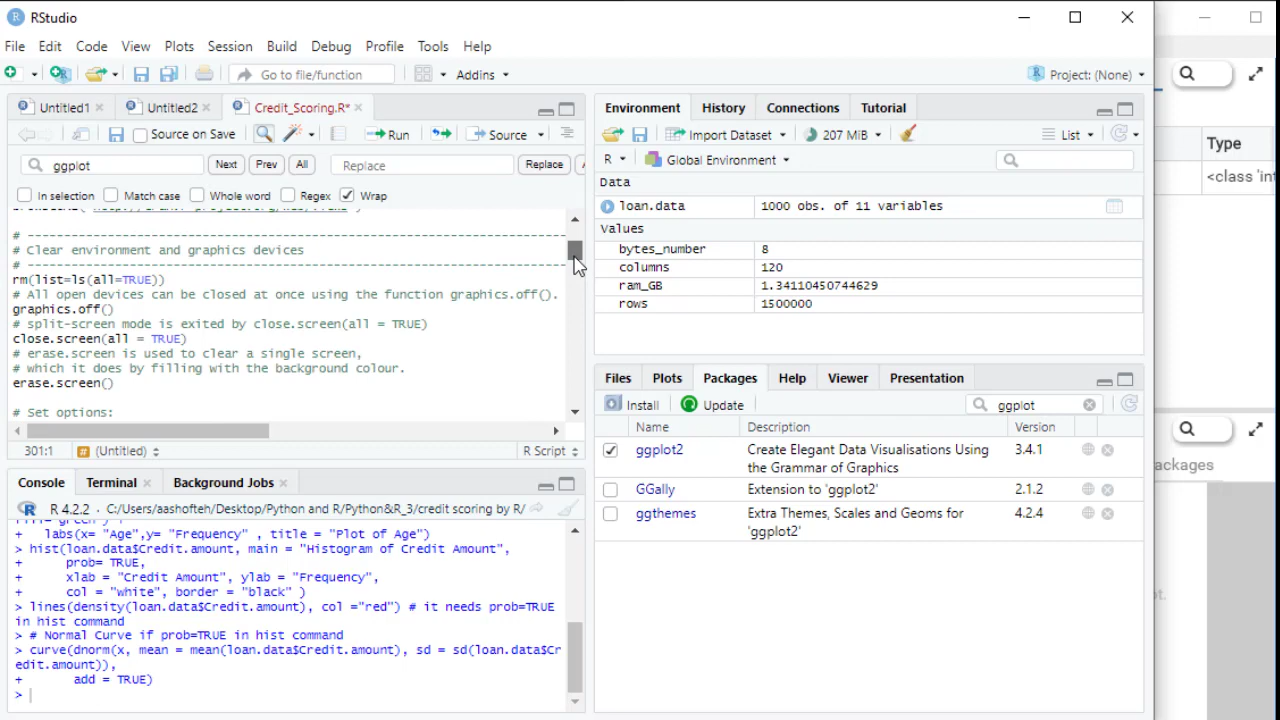 RStudio
File Edit Code View Plots Session Build Debug Profile Tools Help
Go to file/function Addins Project: (None)
Untitled1 Untitled2 Credit_Scoring.R*
Source on Save Run Source
ggplot Next Prev All Replace Replace
In selection Match case Whole word Regex Wrap
# Clear environment and graphics devices
rm(list=ls(all=TRUE))
# All open devices can be closed at once using the function graphics.off().
graphics.off()
# split-screen mode is exited by close.screen(all = TRUE)
close.screen(all = TRUE)
# erase.screen is used to clear a single screen,
# which it does by filling with the background colour.
erase.screen()
# Set options:
301:1 (Untitled) R Script
Console Terminal Background Jobs
R 4.2.2 · C:/Users/aashofteh/Desktop/Python and R/Python&R_3/credit scoring by R/
+ labs(x= "Age",y= "Frequency" , title = "Plot of Age")
> hist(loan.data$Credit.amount, main = "Histogram of Credit Amount",
+ prob= TRUE,
+ xlab = "Credit Amount", ylab = "Frequency",
+ col = "white", border = "black" )
> lines(density(loan.data$Credit.amount), col ="red") # it needs prob=TRUE
in hist command
> # Normal Curve if prob=TRUE in hist command
> curve(dnorm(x, mean = mean(loan.data$Credit.amount), sd = sd(loan.data$Cr
edit.amount)),
+ add = TRUE)
>
Environment History Connections Tutorial
Import Dataset 207 MiB List
R Global Environment
Data
loan.data 1000 obs. of 11 variables
Values
bytes_number 8
columns 120
ram_GB 1.34110450744629
rows 1500000
Files Plots Packages Help Viewer Presentation
Install Update ggplot
Name Description Version
ggplot2 Create Elegant Data Visualisations Using 3.4.1
the Grammar of Graphics
GGally Extension to 'ggplot2' 2.1.2
ggthemes Extra Themes, Scales and Geoms for 4.2.4
'ggplot2'
Type
<class 'int
ackages